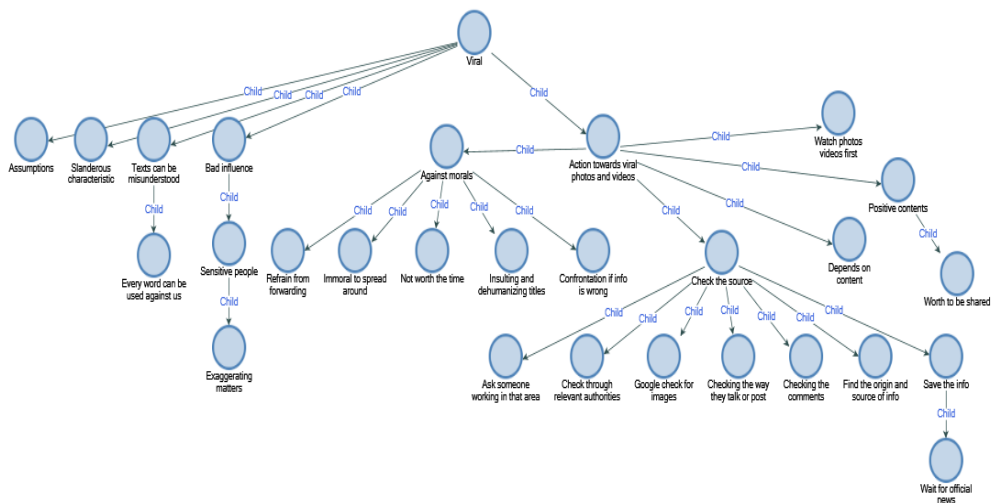 Viral
Child
Child
Child
Child
Child
Assumptions
Slanderous
characteristic
Texts can be
misunderstood
Bad influence
Action towards viral
photos and videos
Child
Child
Watch photos
videos first
Against morals
Child
Child
Child
Child
Positive contents
Child
Child
Child
Child
Child
Child
Child
Child
Every word can be
used against us
Sensitive people
Refrain from
forwarding
Immoral to spread
around
Not worth the time
Insulting and
dehumanizing titles
Confrontation if info
is wrong
Check the source
Depends on
content
Worth to be shared
Child
Child
Child
Child
Child
Child
Child
Child
Exaggerating
matters
Ask someone
working in that area
Check through
relevant authorities
Google check for
images
Checking the way
they talk or post
Checking the
comments
Find the origin and
source of info
Save the info
Child
Wait for official
news